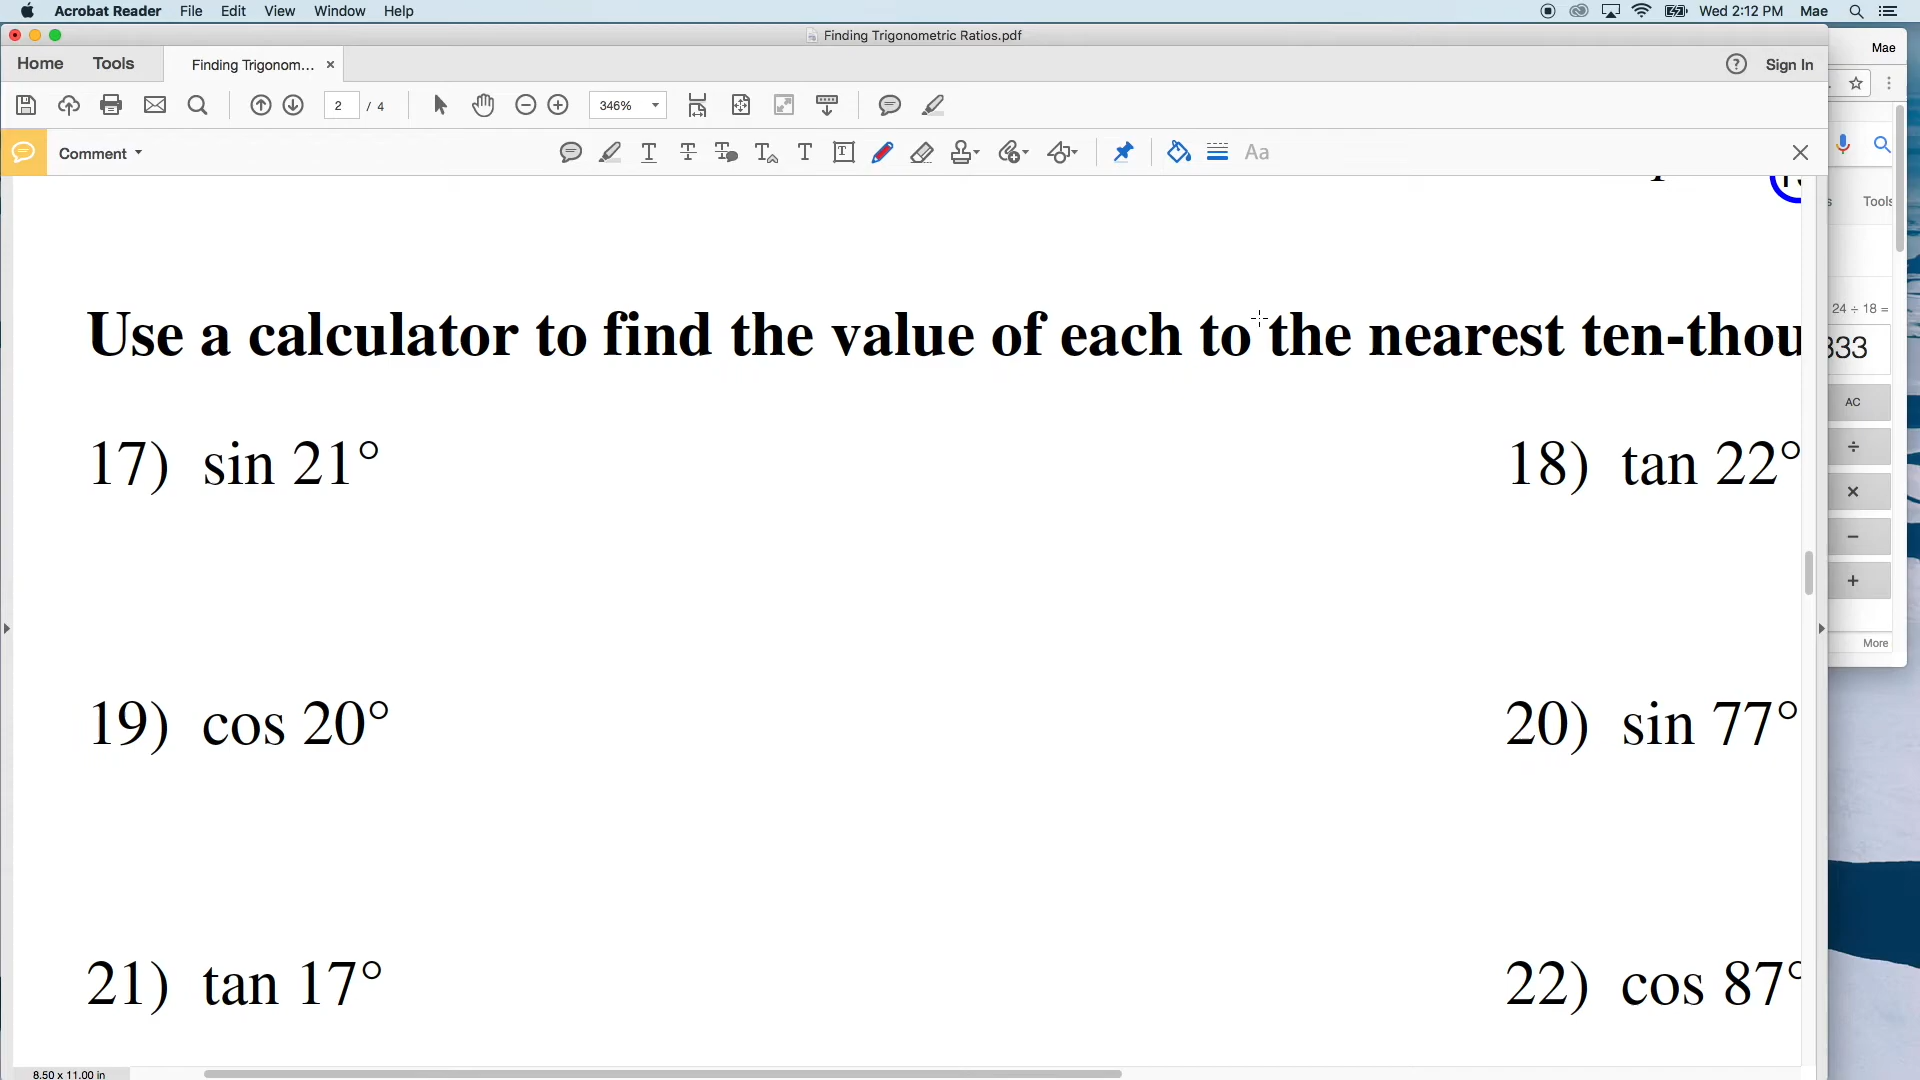 Acrobat Reader File Edit View Window Help Wed 2:12 PM Mae
Finding Trigonometric Ratios.pdf
Mae
Home Tools Finding Trigonom... × ? Sign In
2 / 4 346%
Comment Aa
Tools
Use a calculator to find the value of each to the nearest ten-thou
24 ÷ 18 =
333
AC
÷
×
−
+
More
17) sin 21°
18) tan 22°
19) cos 20°
20) sin 77°
21) tan 17°
22) cos 87°
8.50 x 11.00 in